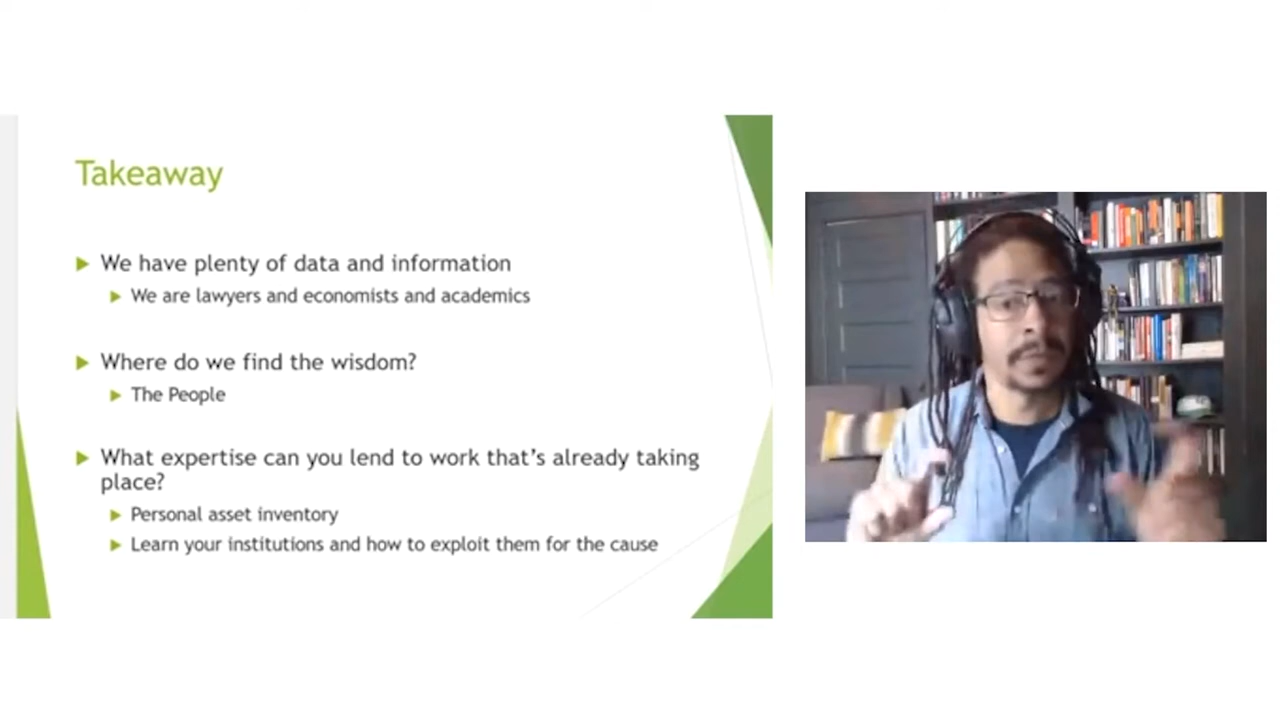 Takeaway
We have plenty of data and information
We are lawyers and economists and academics
Where do we find the wisdom?
The People
What expertise can you lend to work that's already taking
place?
Personal asset inventory
Learn your institutions and how to exploit them for the cause